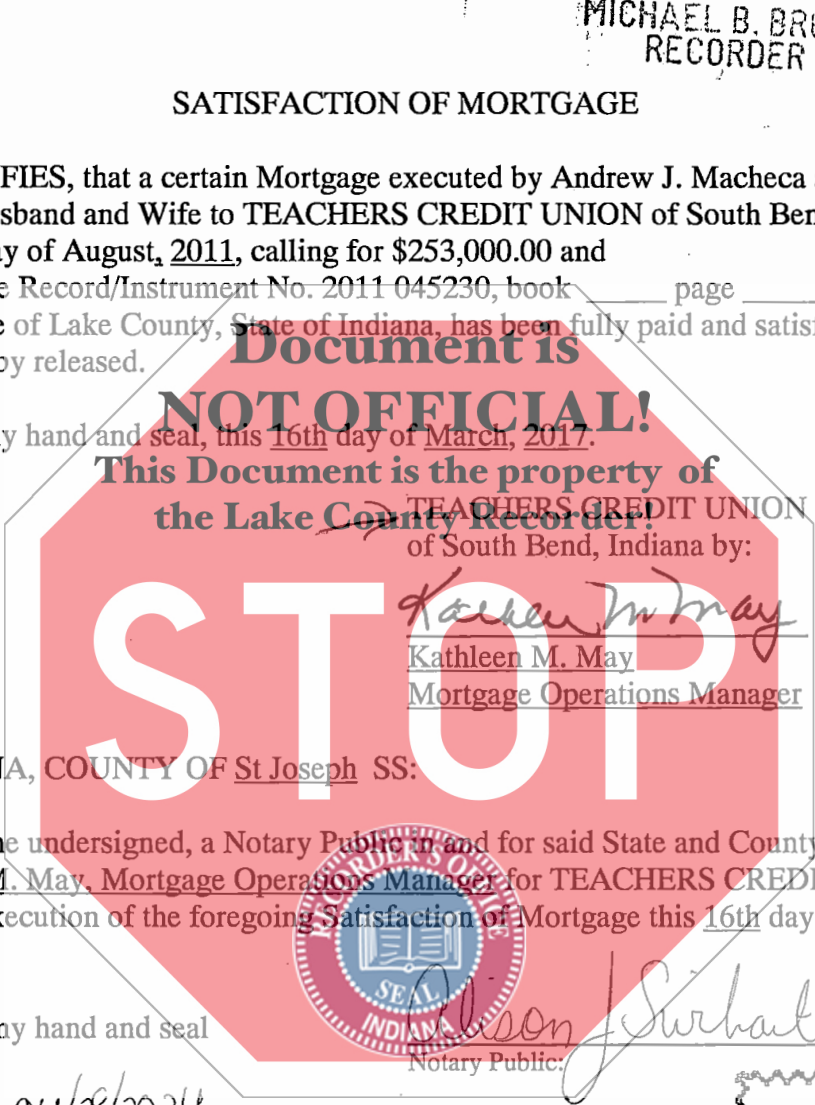 MICHAEL B. BR
RECORDER
SATISFACTION OF MORTGAGE
FIES, that a certain Mortgage executed by Andrew J. Macheca
sband and Wife to TEACHERS CREDIT UNION of South Ben
y of August, 2011, calling for $253,000.00 and
e Record/Instrument No. 2011 045230, book ______ page ______
e of Lake County, State of Indiana, has been fully paid and satisf
by released.
Document is
NOT OFFICIAL!
y hand and seal, this 16th day of March, 2017.
This Document is the property of
the Lake County Recorder!
TEACHERS CREDIT UNION
of South Bend, Indiana by:
Kathleen M May
Kathleen M. May
Mortgage Operations Manager
STOP
A, COUNTY OF St Joseph SS:
e undersigned, a Notary Public in and for said State and County
. May, Mortgage Operations Manager for TEACHERS CREDI
ecution of the foregoing Satisfaction of Mortgage this 16th day
RECORDER'S OFFICE
SEAL
INDIANA
y hand and seal
Alison J
Notary Public: